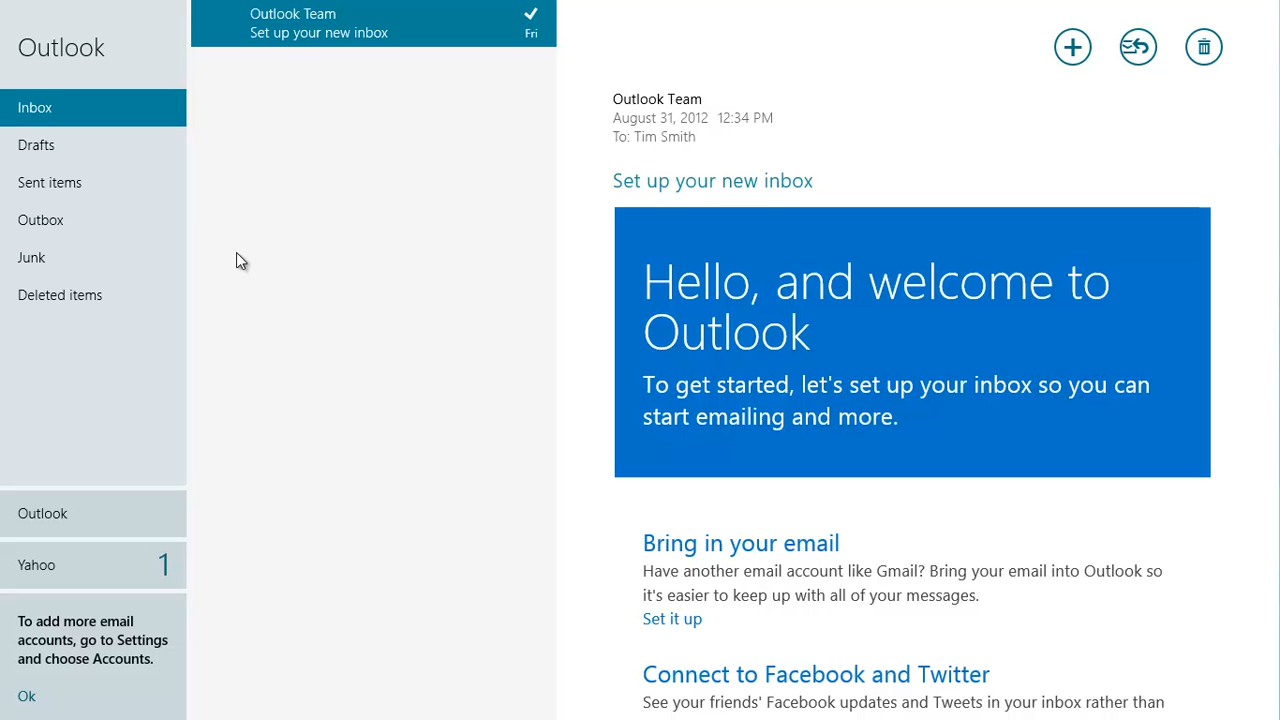 Outlook
Inbox
Drafts
Sent items
Outbox
Junk
Deleted items
Outlook
Yahoo 1
To add more email
accounts, go to Settings
and choose Accounts.
Ok
Outlook Team
Set up your new inbox Fri
Outlook Team
August 31, 2012 12:34 PM
To: Tim Smith
Set up your new inbox
Hello, and welcome to
Outlook
To get started, let's set up your inbox so you can
start emailing and more.
Bring in your email
Have another email account like Gmail? Bring your email into Outlook so
it's easier to keep up with all of your messages.
Set it up
Connect to Facebook and Twitter
See your friends' Facebook updates and Tweets in your inbox rather than